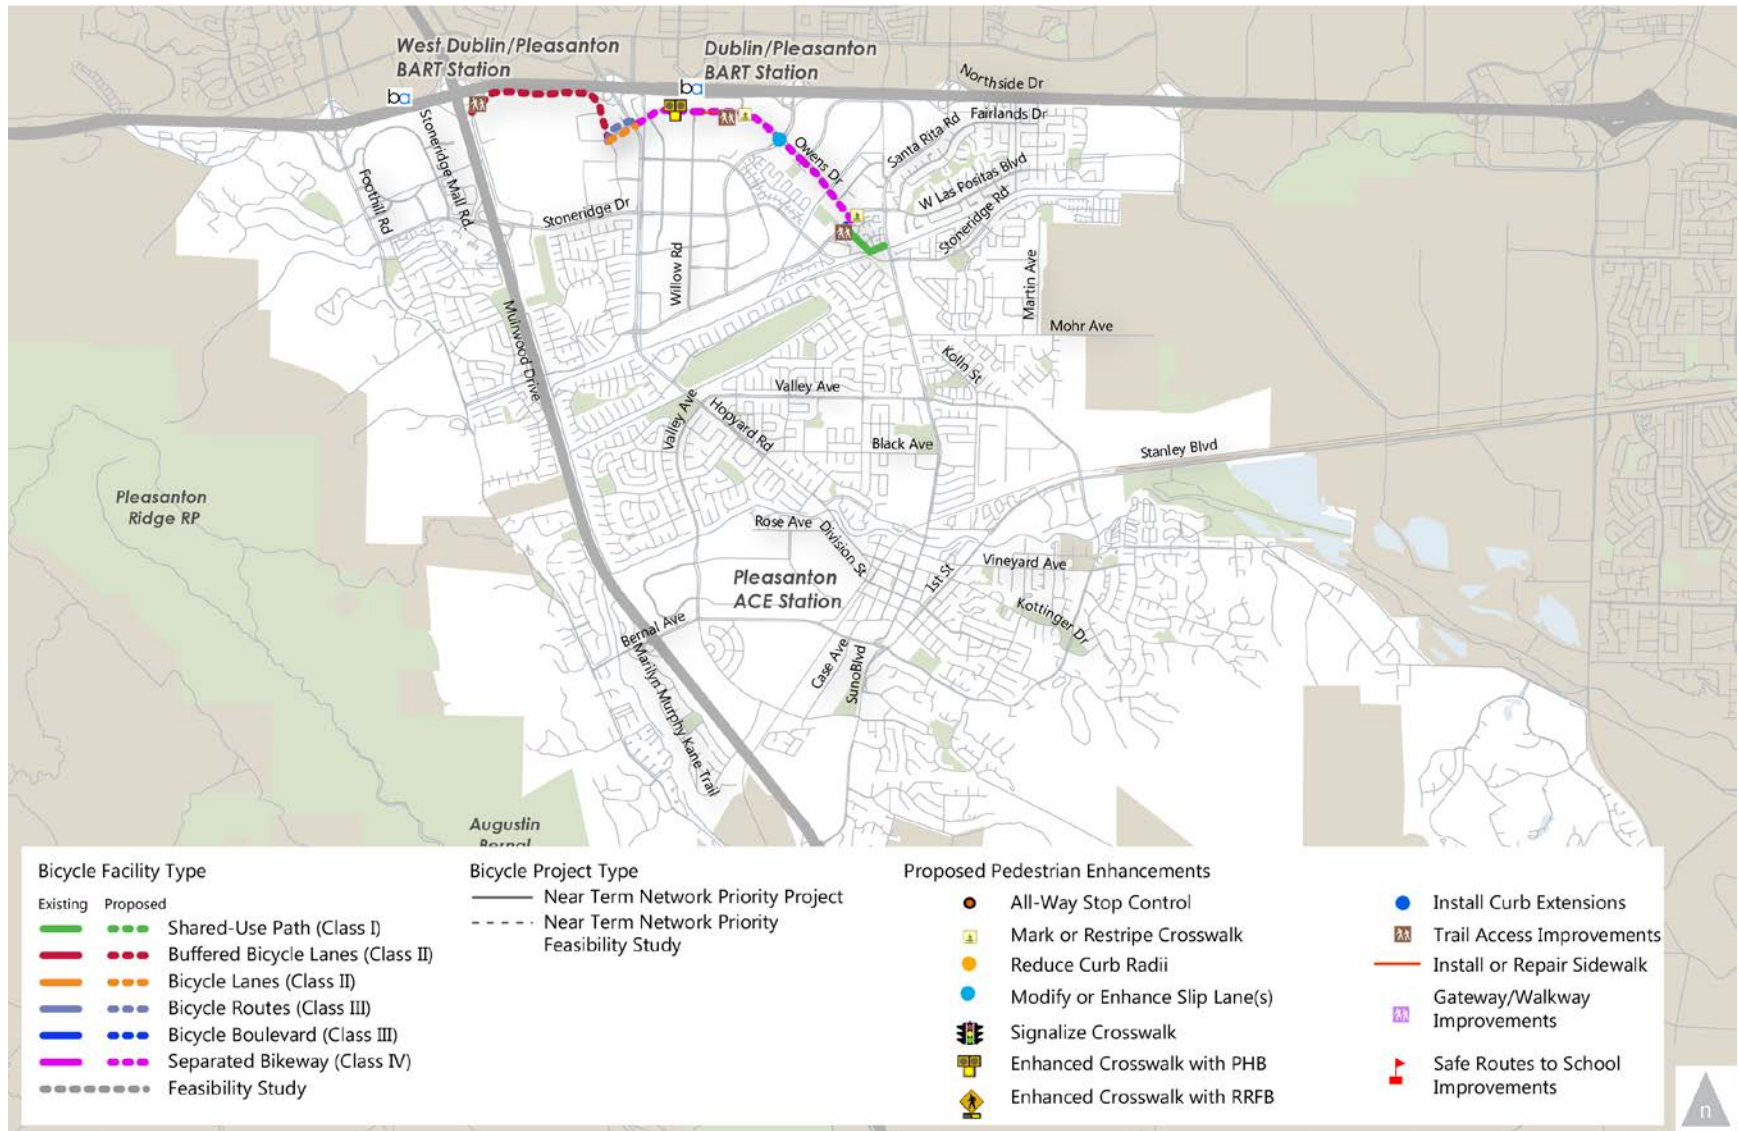 West Dublin/Pleasanton
BART Station
Dublin/Pleasanton
BART Station
ba
ba
Northside Dr
Fairlands Dr
Santa Rita Rd
Owens Dr
W Las Positas Blvd
Stoneridge Rd
Stoneridge Mall Rd.
Foothill Rd
Stoneridge Dr
Willow Rd
Martin Ave
Mohr Ave
Muirwood Drive
Kolln St
Valley Ave
Valley Ave
Hopyard Rd
Black Ave
Stanley Blvd
Pleasanton
Ridge RP
Rose Ave
Division St
Vineyard Ave
1st St
Pleasanton
ACE Station
Kottinger Dr
Bernal Ave
Case Ave
SunoBlvd
Marilyn Murphy Kane Trail
Augustin
Bernal
Bicycle Facility Type
Existing Proposed
Shared-Use Path (Class I)
Buffered Bicycle Lanes (Class II)
Bicycle Lanes (Class II)
Bicycle Routes (Class III)
Bicycle Boulevard (Class III)
Separated Bikeway (Class IV)
Feasibility Study
Bicycle Project Type
Near Term Network Priority Project
Near Term Network Priority
Feasibility Study
Proposed Pedestrian Enhancements
All-Way Stop Control
Mark or Restripe Crosswalk
Reduce Curb Radii
Modify or Enhance Slip Lane(s)
Signalize Crosswalk
Enhanced Crosswalk with PHB
Enhanced Crosswalk with RRFB
Install Curb Extensions
Trail Access Improvements
Install or Repair Sidewalk
Gateway/Walkway
Improvements
Safe Routes to School
Improvements
n